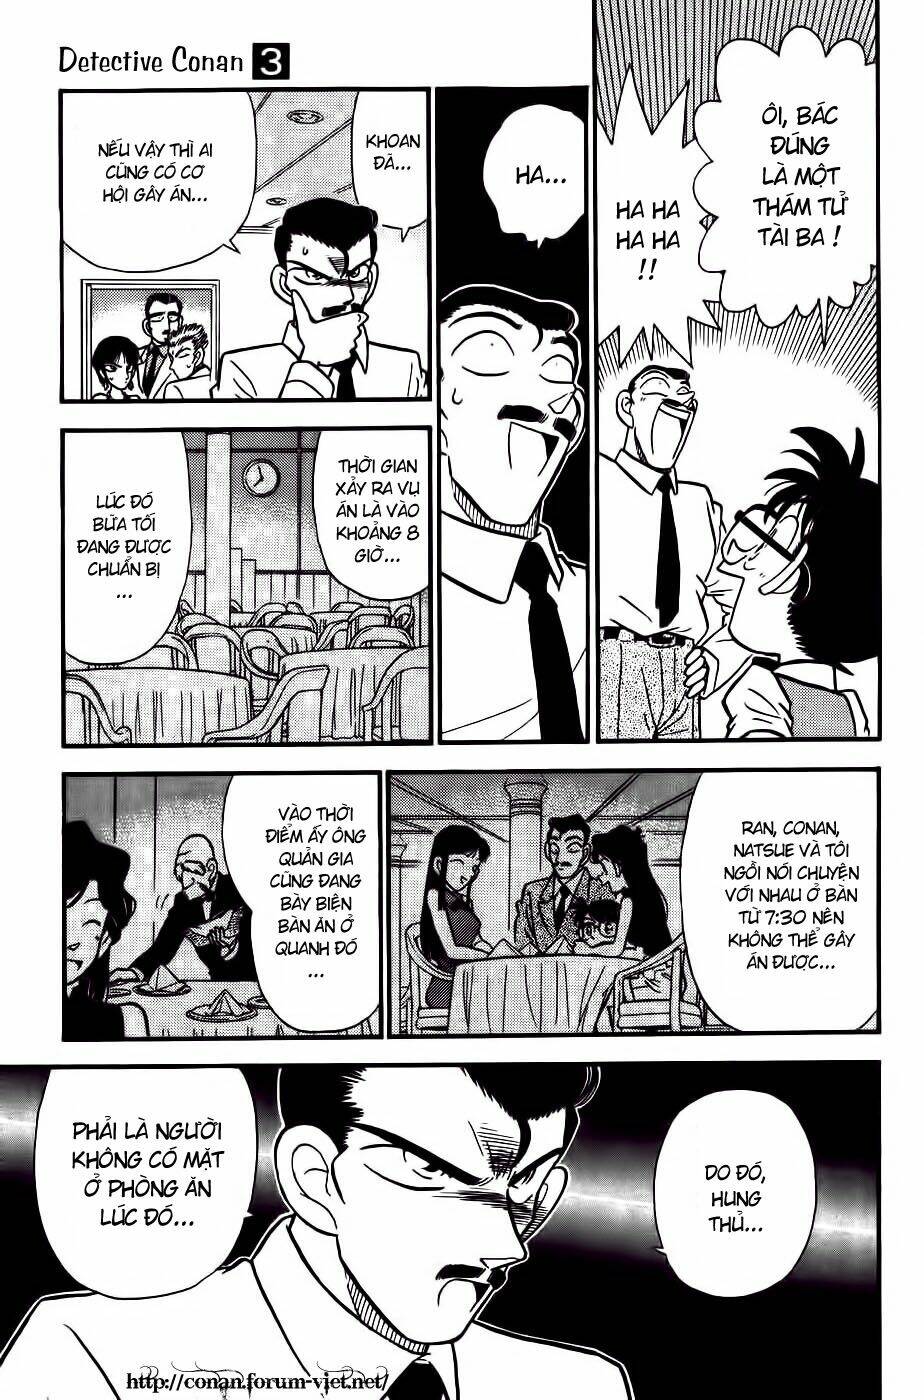 Detective Conan 3
ÔI, BÁC
ĐÚNG
LÀ MỘT
THÁM TỬ
TÀI BA !
HA HA
HA HA
!!
HA...
KHOAN
ĐÃ...
NẾU VẬY THÌ AI
CŨNG CÓ CƠ
HỘI GÂY ÁN...
THỜI GIAN
XẢY RA VỤ
ÁN LÀ VÀO
KHOẢNG 8
GIỜ...
LÚC ĐÓ
BỮA TỐI
ĐANG ĐƯỢC
CHUẨN BỊ
...
RAN, CONAN,
NATSUE VÀ TÔI
NGỒI NÓI CHUYỆN
VỚI NHAU Ở BÀN
TỪ 7:30 NÊN
KHÔNG THỂ GÂY
ÁN ĐƯỢC...
VÀO THỜI
ĐIỂM ẤY ÔNG
QUẢN GIA
CŨNG ĐANG
BÀY BIỆN
BÀN ĂN Ở
QUANH ĐÓ
...
DO ĐÓ,
HUNG
THỦ...
PHẢI LÀ NGƯỜI
KHÔNG CÓ MẶT
Ở PHÒNG ĂN
LÚC ĐÓ...
http://conan.forum-viet.net/